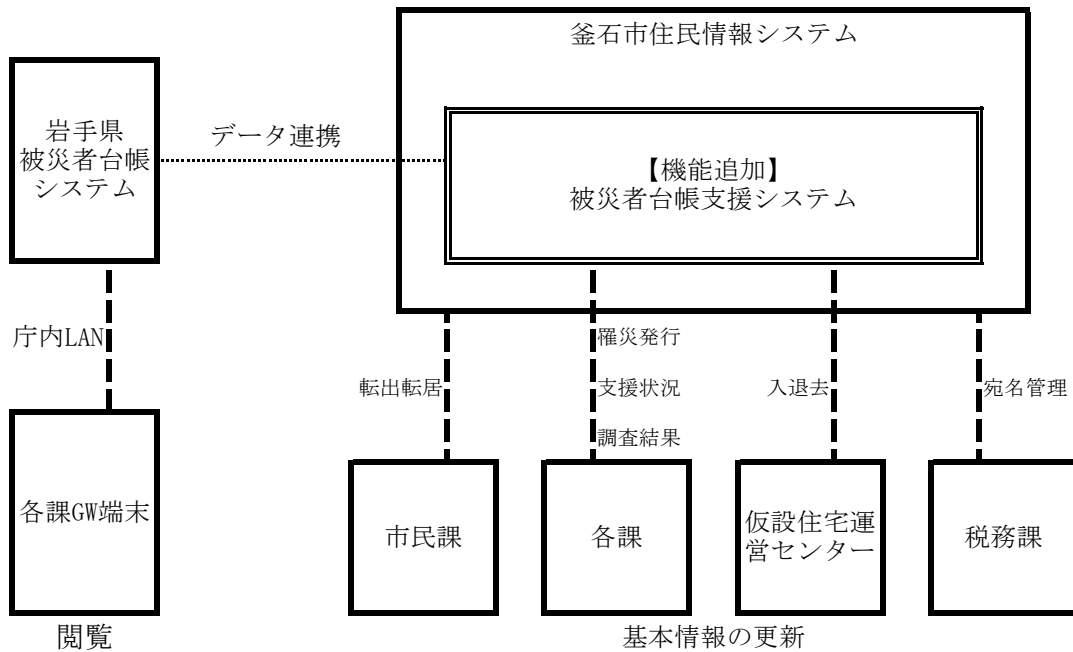 釜石市住民情報システム
岩手県
被災者台帳
システム
データ連携
【機能追加】
被災者台帳支援システム
庁内LAN
罹災発行
転出転居
支援状況
入退去
宛名管理
調査結果
各課GW端末
市民課
各課
仮設住宅運
営センター
税務課
閲覧
基本情報の更新